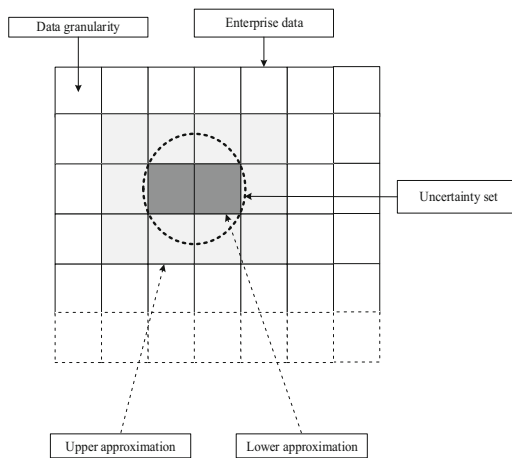 Data granularity
Enterprise data
Uncertainty set
Upper approximation
Lower approximation